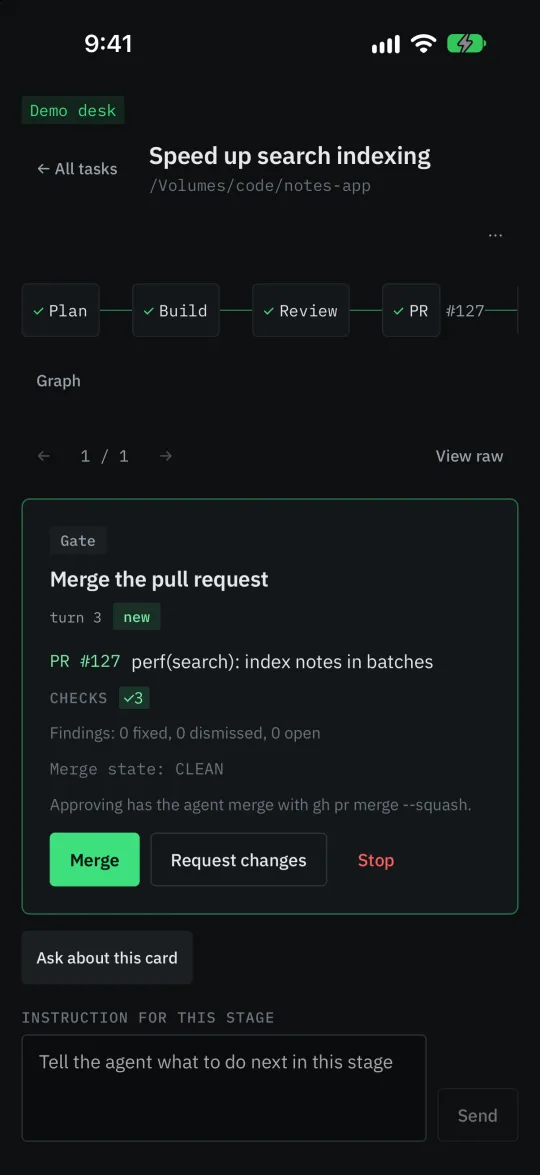 9:41
Demo desk
← All tasks
Speed up search indexing
/Volumes/code/notes-app
...
✓ Plan ✓ Build ✓ Review ✓ PR #127
Graph
← 1 / 1 → View raw
Gate
Merge the pull request
turn 3 new
PR #127 perf(search): index notes in batches
CHECKS ✓3
Findings: 0 fixed, 0 dismissed, 0 open
Merge state: CLEAN
Approving has the agent merge with gh pr merge --squash.
Merge Request changes Stop
Ask about this card
INSTRUCTION FOR THIS STAGE
Tell the agent what to do next in this stage
Send